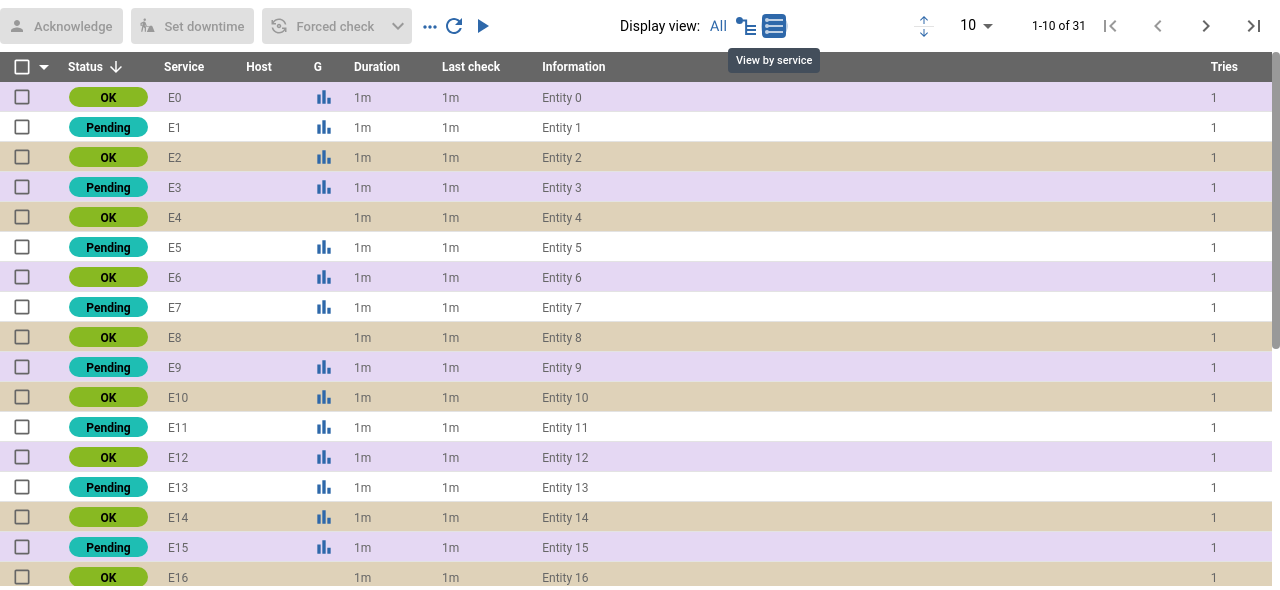 Acknowledge Set downtime Forced check Display view: All 10 1-10 of 31
View by service
Status Service Host G Duration Last check Information Tries
OK E0 1m 1m Entity 0 1
Pending E1 1m 1m Entity 1 1
OK E2 1m 1m Entity 2 1
Pending E3 1m 1m Entity 3 1
OK E4 1m 1m Entity 4 1
Pending E5 1m 1m Entity 5 1
OK E6 1m 1m Entity 6 1
Pending E7 1m 1m Entity 7 1
OK E8 1m 1m Entity 8 1
Pending E9 1m 1m Entity 9 1
OK E10 1m 1m Entity 10 1
Pending E11 1m 1m Entity 11 1
OK E12 1m 1m Entity 12 1
Pending E13 1m 1m Entity 13 1
OK E14 1m 1m Entity 14 1
Pending E15 1m 1m Entity 15 1
OK E16 1m 1m Entity 16 1